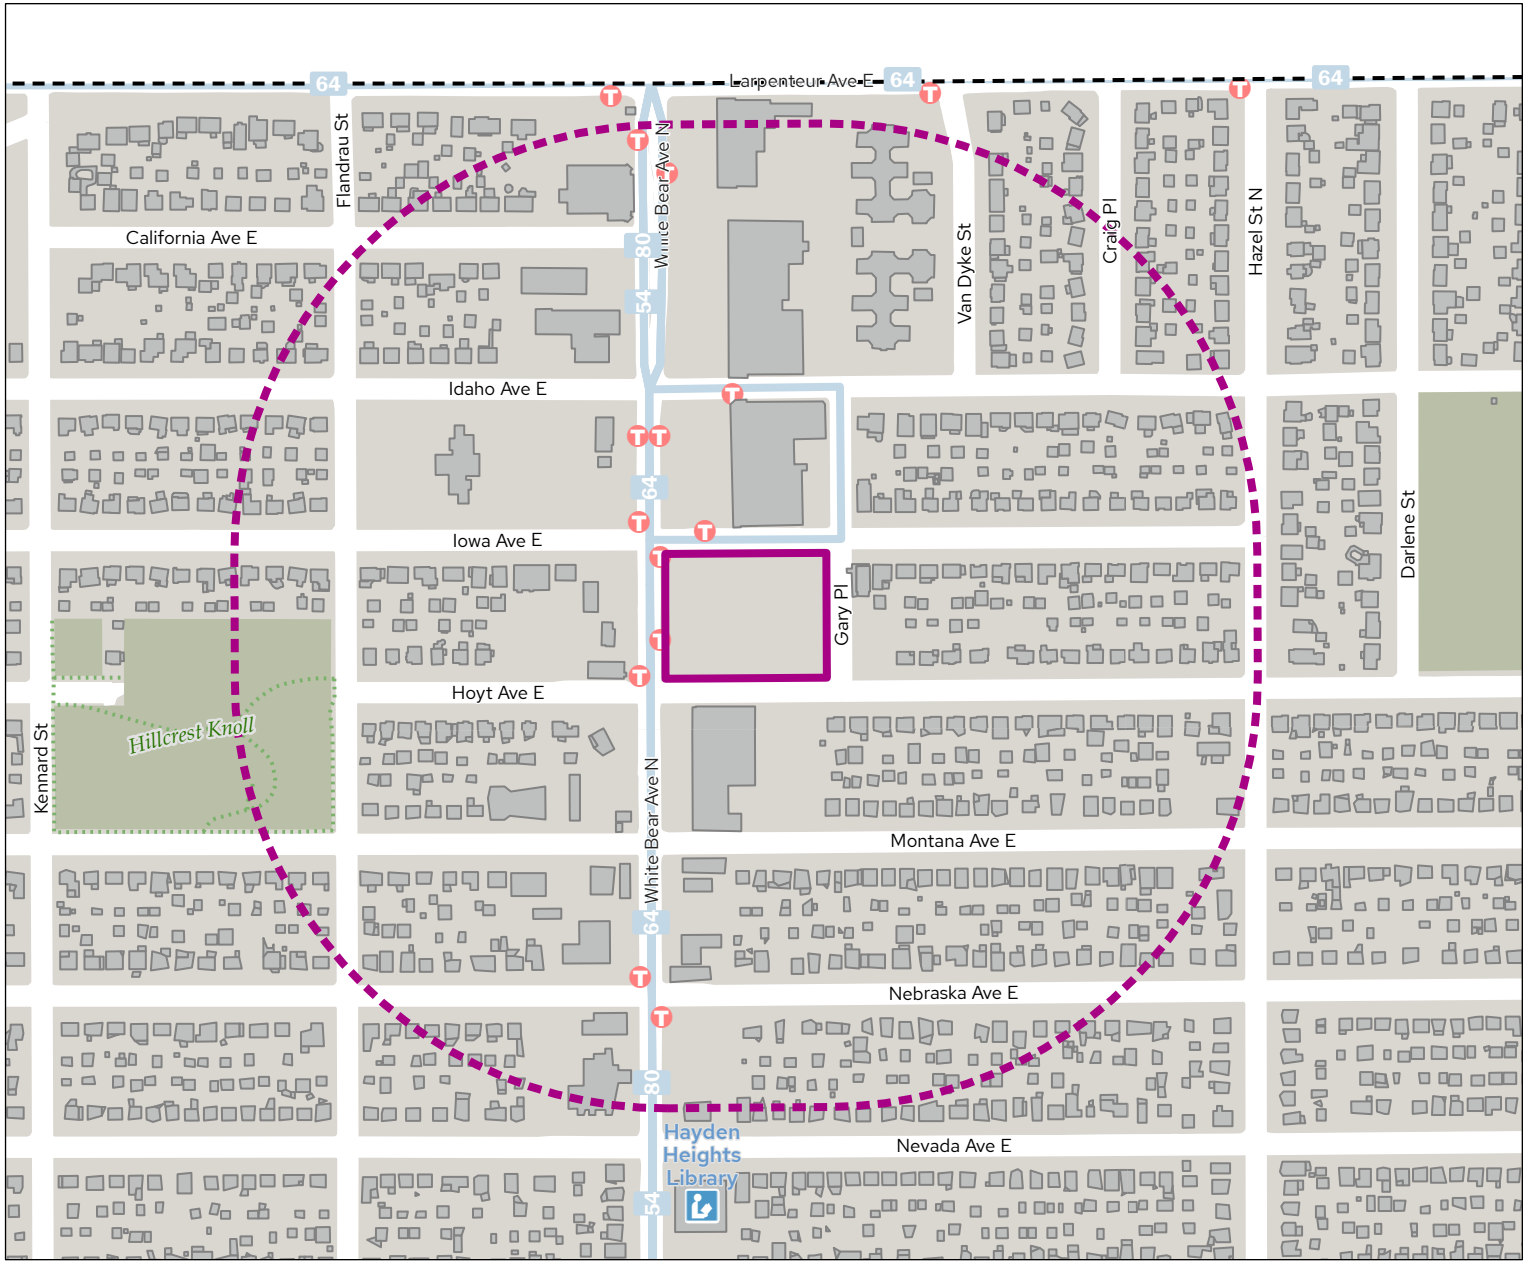 64
Larpenteur Ave E
64
64
T
T
T
T
T
Flandrau St
White Bear Ave N
Craig Pl
Hazel St N
Van Dyke St
California Ave E
80
54
Idaho Ave E
T
T
T
64
T
T
Iowa Ave E
T
Darlene St
Gary Pl
T
T
Hoyt Ave E
Hillcrest Knoll
Kennard St
White Bear Ave N
Montana Ave E
64
T
Nebraska Ave E
T
80
Hayden
Heights
Library
Nevada Ave E
54